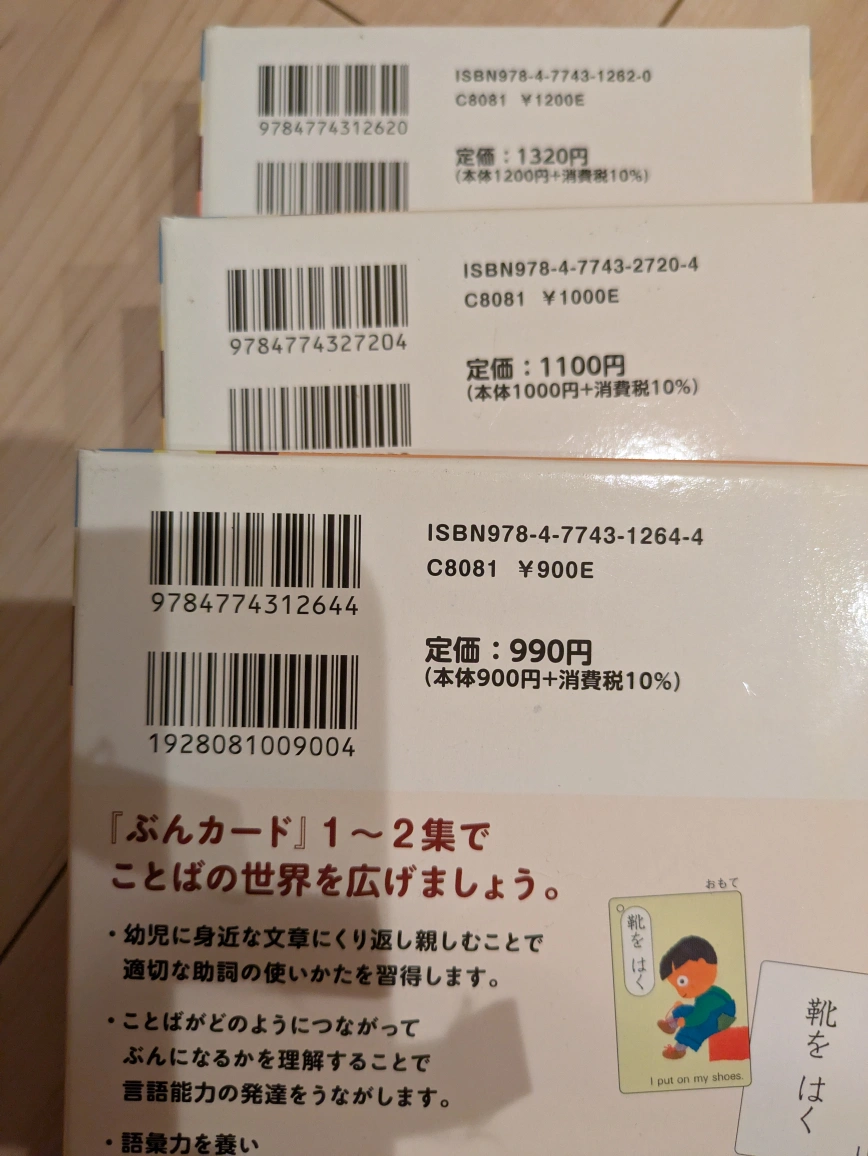 ISBN978-4-7743-1262-0
C8081 ¥1200E
9784774312620
定価：1320円
(本体1200円+消費税10%)
ISBN978-4-7743-2720-4
C8081 ¥1000E
9784774327204
定価：1100円
(本体1000円+消費税10%)
ISBN978-4-7743-1264-4
C8081 ¥900E
9784774312644
定価：990円
(本体900円+消費税10%)
1928081009004
『ぶんカード』1〜2集で
ことばの世界を広げましょう。
・幼児に身近な文章にくり返し親しむことで
適切な助詞の使いかたを習得します。
・ことばがどのようにつながって
ぶんになるかを理解することで
言語能力の発達をうながします。
・語彙力を養い
おもて
靴を はく
I put on my shoes.
靴を はく